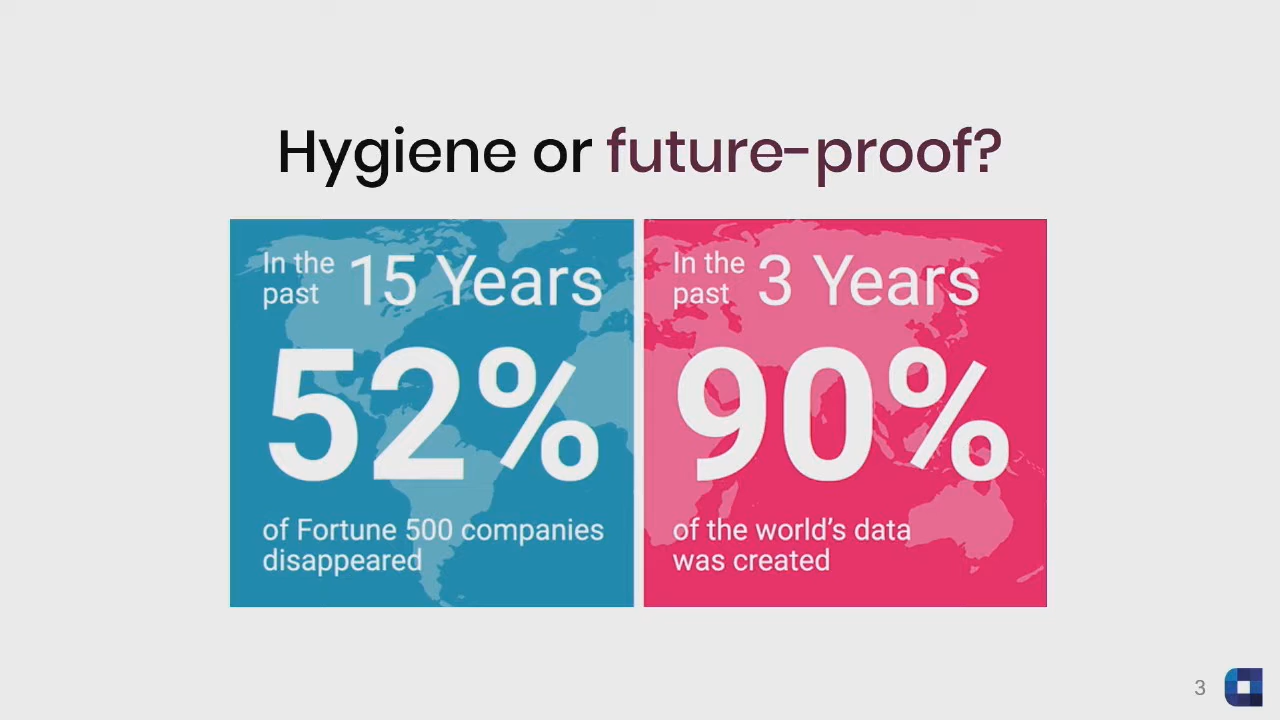 Hygiene or future-proof?
In the past 15 Years
52%
of Fortune 500 companies
disappeared
In the past 3 Years
90%
of the world's data
was created
3